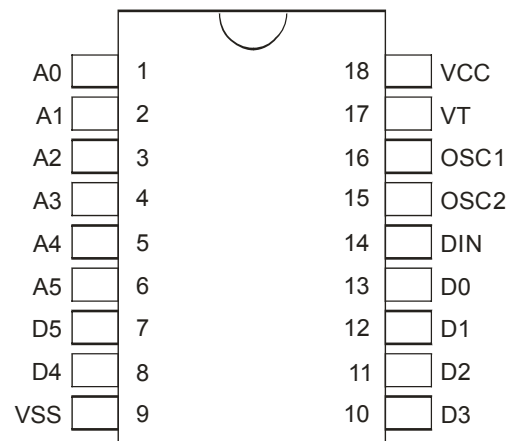 A0 1 18 VCC
A1 2 17 VT
A2 3 16 OSC1
A3 4 15 OSC2
A4 5 14 DIN
A5 6 13 D0
D5 7 12 D1
D4 8 11 D2
VSS 9 10 D3